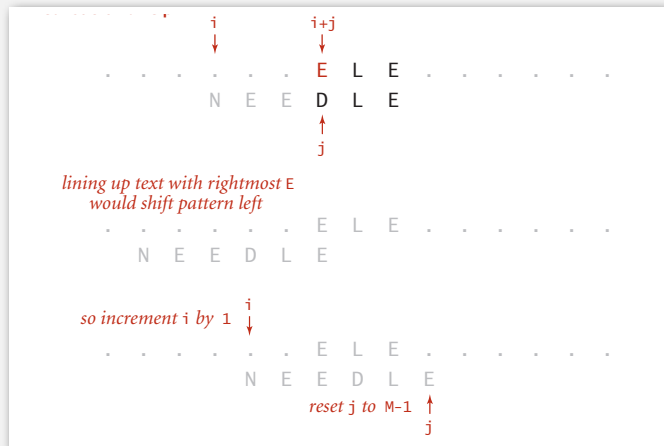 i i+j
. . . . . . E L E . . . . . .
N E E D L E
j
lining up text with rightmost E
would shift pattern left
. . . . . . E L E . . . . . .
N E E D L E
i
so increment i by 1
. . . . . . E L E . . . . . .
N E E D L E
reset j to M-1
j